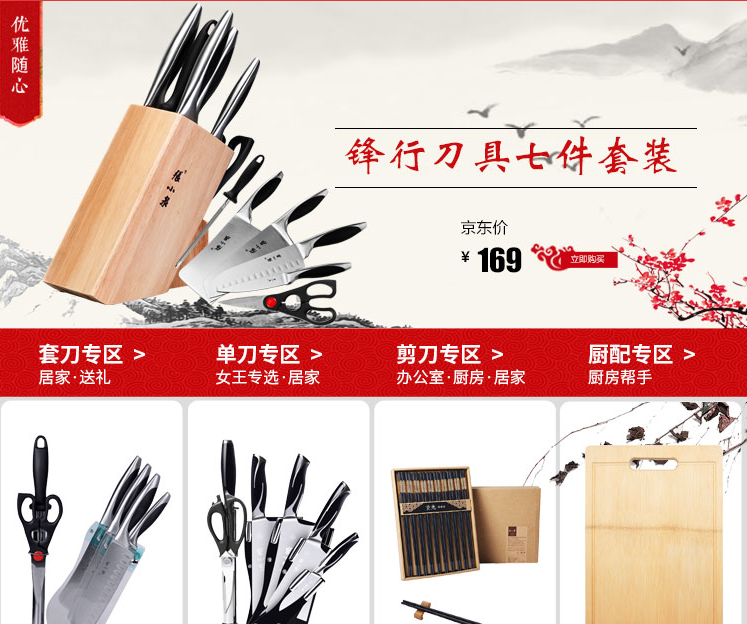 优雅随心
張小泉
锋行刀具七件套装
京东价
¥ 169
立即购买
套刀专区 >
居家·送礼
单刀专区 >
女王专选·居家
剪刀专区 >
办公室·厨房·居家
厨配专区 >
厨房帮手